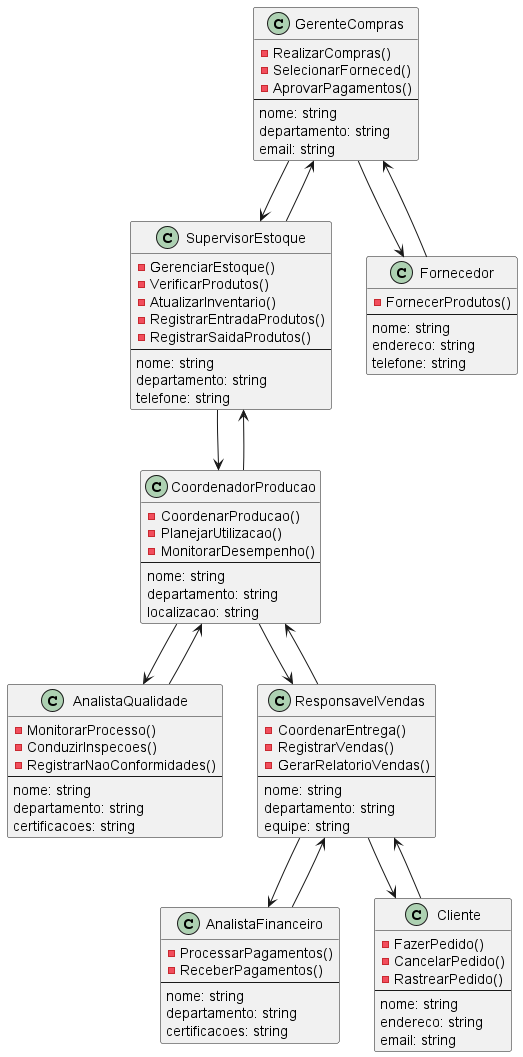 C GerenteCompras
RealizarCompras()
SelecionarForneced()
AprovarPagamentos()
nome: string
departamento: string
email: string
C SupervisorEstoque
GerenciarEstoque()
VerificarProdutos()
AtualizarInventario()
RegistrarEntradaProdutos()
RegistrarSaidaProdutos()
nome: string
departamento: string
telefone: string
C Fornecedor
FornecerProdutos()
nome: string
endereco: string
telefone: string
C CoordenadorProducao
CoordenarProducao()
PlanejarUtilizacao()
MonitorarDesempenho()
nome: string
departamento: string
localizacao: string
C AnalistaQualidade
MonitorarProcesso()
ConduzirInspecoes()
RegistrarNaoConformidades()
nome: string
departamento: string
certificacoes: string
C ResponsavelVendas
CoordenarEntrega()
RegistrarVendas()
GerarRelatorioVendas()
nome: string
departamento: string
equipe: string
C AnalistaFinanceiro
ProcessarPagamentos()
ReceberPagamentos()
nome: string
departamento: string
certificacoes: string
C Cliente
FazerPedido()
CancelarPedido()
RastrearPedido()
nome: string
endereco: string
email: string